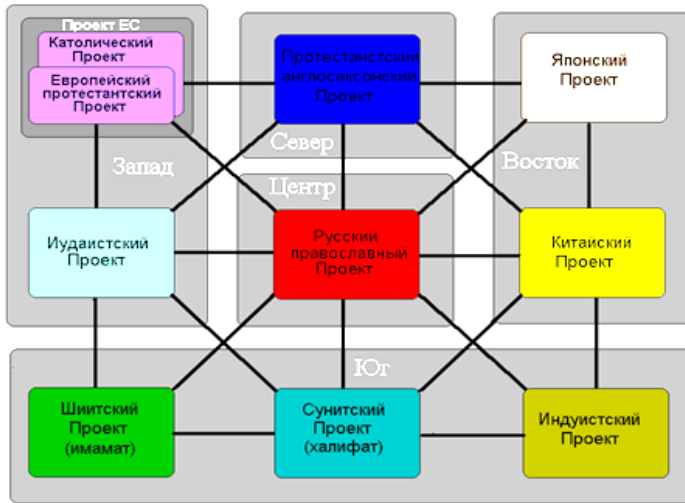 Проект ЕС
Католический
Проект
Европейский
протестантский
Проект
Протестанстский
англосаксонский
Проект
Японский
Проект
Запад
Север
Восток
Центр
Иудаистский
Проект
Русский
православный
Проект
Китайский
Проект
Юг
Шиитский
Проект
(имамат)
Сунитский
Проект
(халифат)
Индуистский
Проект